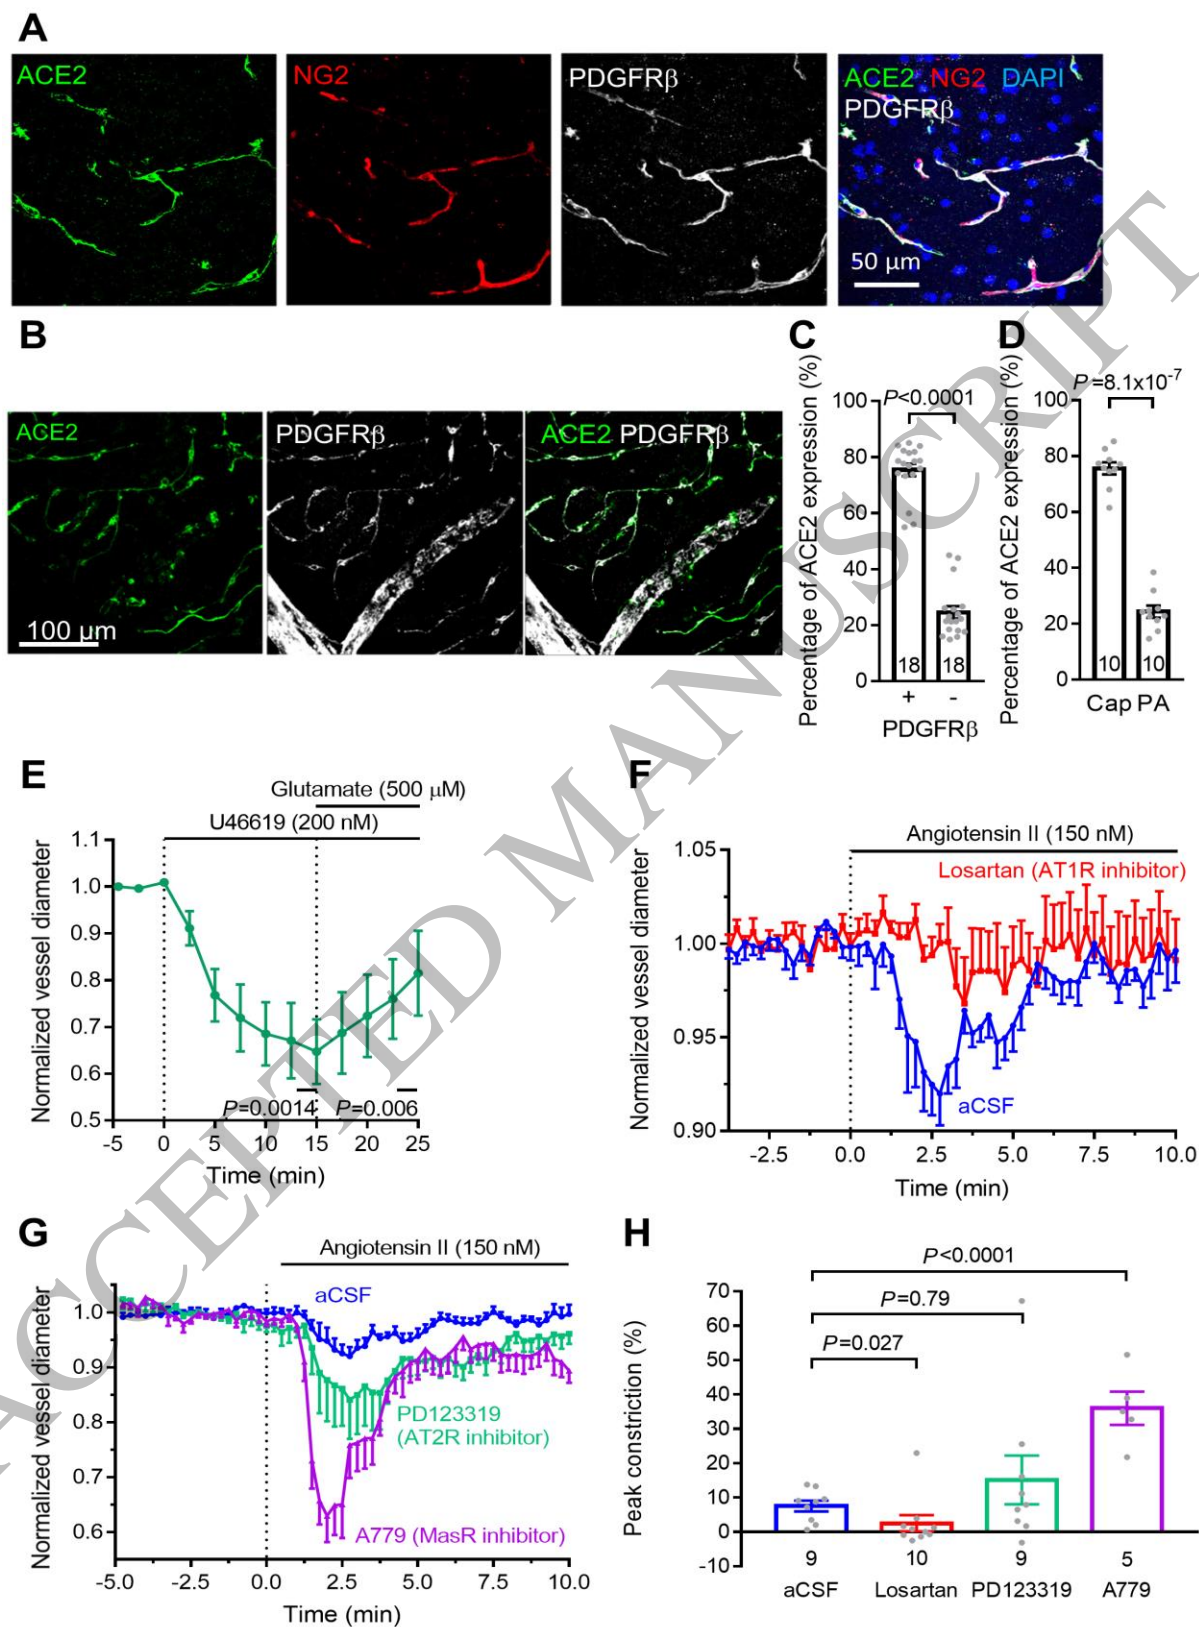 A
ACE2
NG2
PDGFRβ
ACE2 NG2 DAPI
PDGFRβ
50 µm
B
ACE2
PDGFRβ
ACE2 PDGFRβ
100 µm
C
Percentage of ACE2 expression (%)
100
80
60
40
20
0
P<0.0001
18
18
+
-
PDGFRβ
D
Percentage of ACE2 expression (%)
P=8.1x10-7
100
80
60
40
20
0
10
10
Cap PA
E
Glutamate (500 µM)
U46619 (200 nM)
Normalized vessel diameter
1.1
1.0
0.9
0.8
0.7
0.6
0.5
P=0.0014
P=0.006
-5
0
5
10
15
20
25
Time (min)
F
Angiotensin II (150 nM)
Losartan (AT1R inhibitor)
Normalized vessel diameter
1.05
1.00
0.95
0.90
aCSF
-2.5
0.0
2.5
5.0
7.5
10.0
Time (min)
G
Angiotensin II (150 nM)
aCSF
Normalized vessel diameter
1.0
0.9
0.8
0.7
0.6
PD123319
(AT2R inhibitor)
A779 (MasR inhibitor)
-5.0
-2.5
0.0
2.5
5.0
7.5
10.0
Time (min)
H
P<0.0001
P=0.79
P=0.027
Peak constriction (%)
70
60
50
40
30
20
10
0
-10
9
10
9
5
aCSF
Losartan
PD123319
A779
ACCEPTED MANUSCRIPT